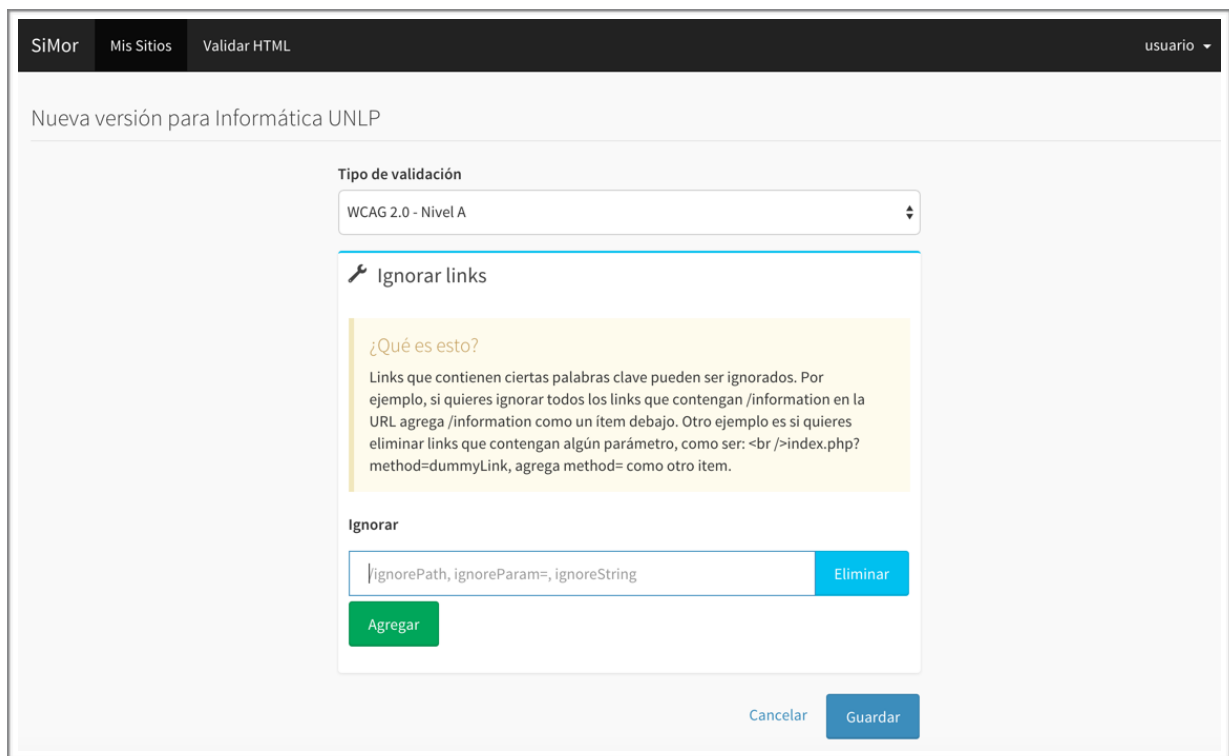 SiMor Mis Sitios Validar HTML usuario
Nueva versión para Informática UNLP
Tipo de validación
WCAG 2.0 - Nivel A
Ignorar links
¿Qué es esto?
Links que contienen ciertas palabras clave pueden ser ignorados. Por
ejemplo, si quieres ignorar todos los links que contengan /information en la
URL agrega /information como un ítem debajo. Otro ejemplo es si quieres
eliminar links que contengan algún parámetro, como ser: <br />index.php?
method=dummyLink, agrega method= como otro item.
Ignorar
/ignorePath, ignoreParam=, ignoreString Eliminar
Agregar
Cancelar Guardar